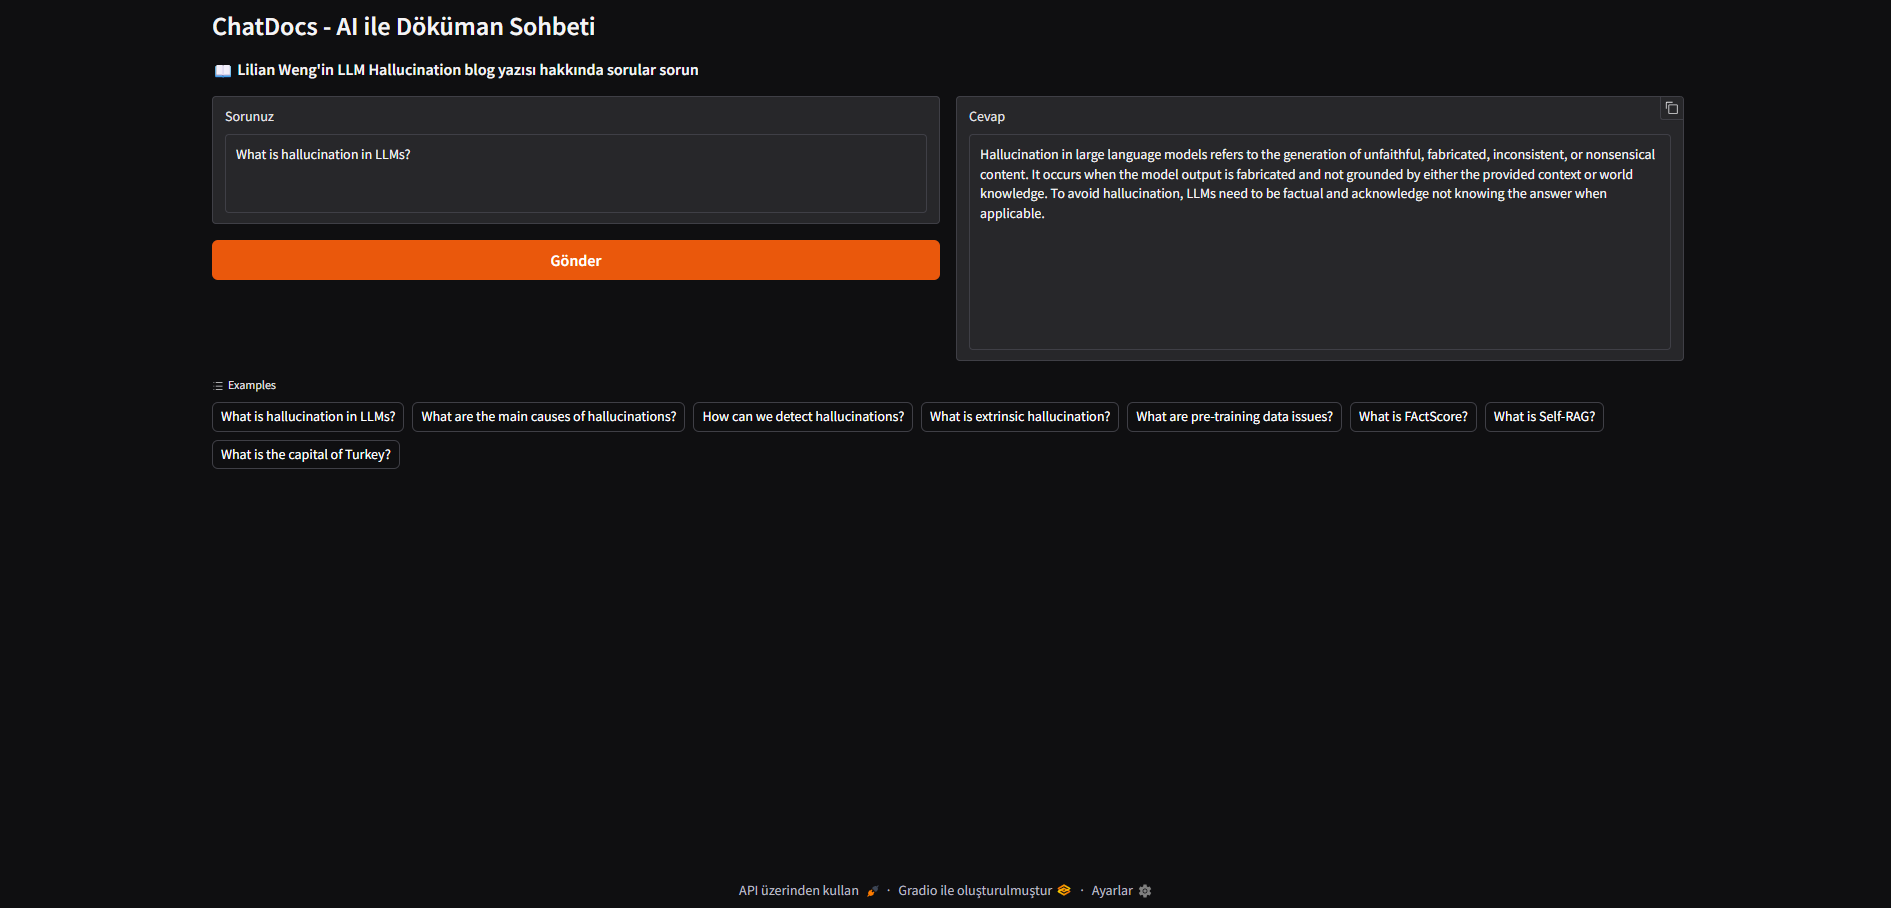 ChatDocs - AI ile Döküman Sohbeti
📖 Lilian Weng'in LLM Hallucination blog yazısı hakkında sorular sorun
Sorunuz
What is hallucination in LLMs?
Gönder
Cevap
Hallucination in large language models refers to the generation of unfaithful, fabricated, inconsistent, or nonsensical
content. It occurs when the model output is fabricated and not grounded by either the provided context or world
knowledge. To avoid hallucination, LLMs need to be factual and acknowledge not knowing the answer when
applicable.
Examples
What is hallucination in LLMs?
What are the main causes of hallucinations?
How can we detect hallucinations?
What is extrinsic hallucination?
What are pre-training data issues?
What is FActScore?
What is Self-RAG?
What is the capital of Turkey?
API üzerinden kullan 🚀 · Gradio ile oluşturulmuştur · Ayarlar ⚙️